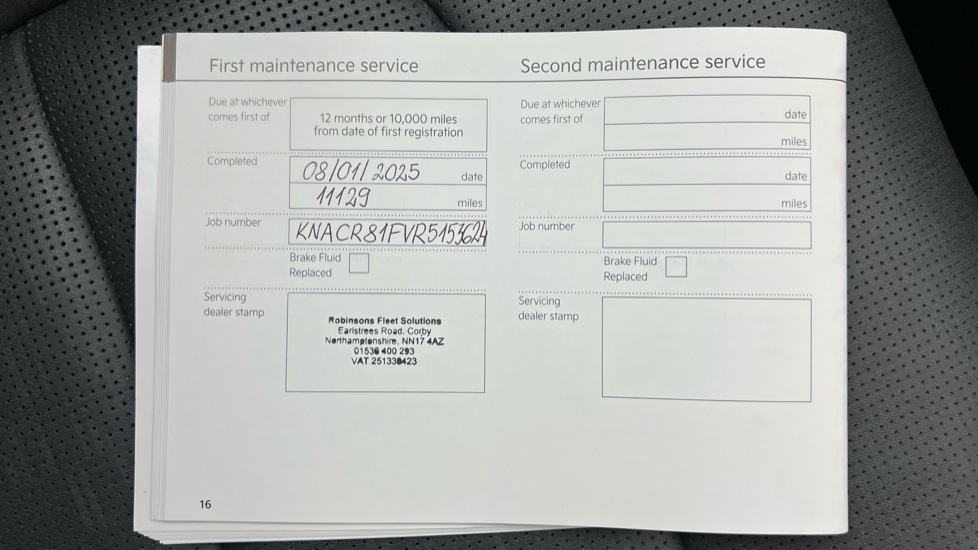 First maintenance service
Due at whichever
comes first of
12 months or 10,000 miles
from date of first registration
Completed
08/01/2025 date
11129 miles
Job number
KNACR81FVR5153624
Brake Fluid
Replaced
Servicing
dealer stamp
Robinsons Fleet Solutions
Earlstrees Road, Corby
Northamptonshire, NN17 4AZ
01536 400 293
VAT
16
Second maintenance service
Due at whichever
comes first of
date
miles
Completed
date
miles
Job number
Brake Fluid
Replaced
Servicing
dealer stamp